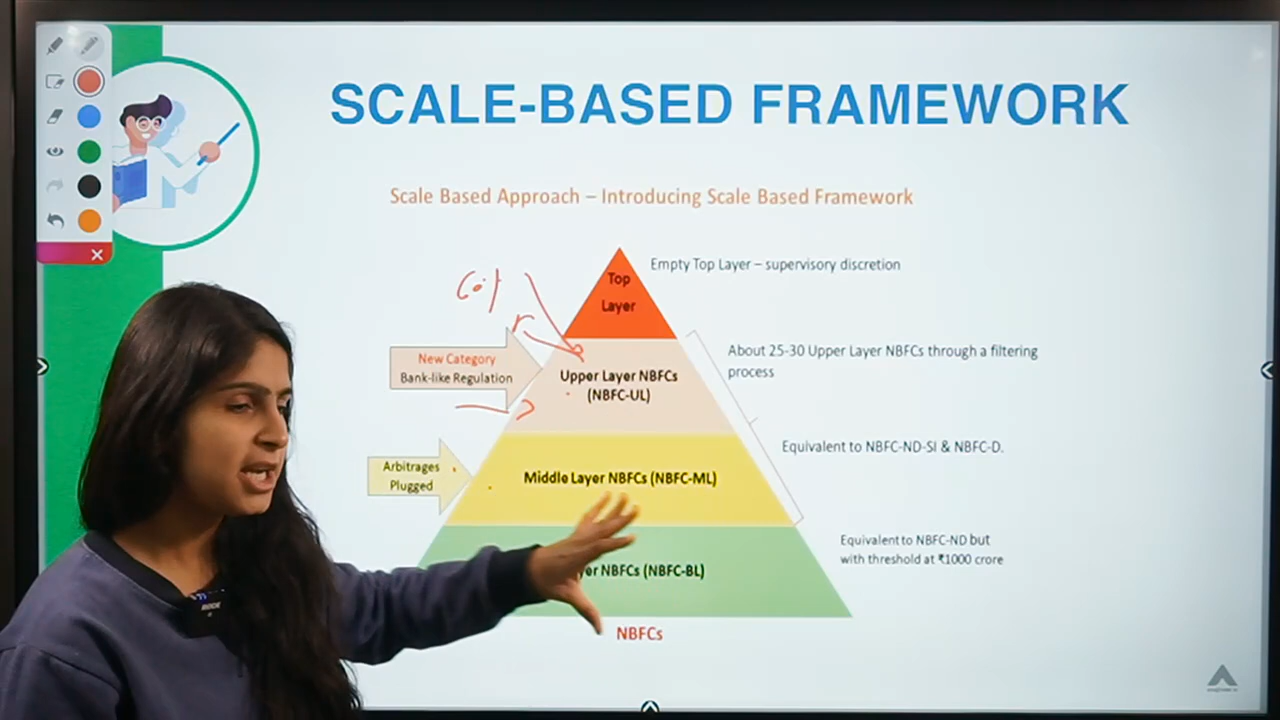 SCALE-BASED FRAMEWORK
Scale Based Approach – Introducing Scale Based Framework
Empty Top Layer – supervisory discretion
Top
Layer
New Category
Bank-like Regulation
Upper Layer NBFCs
(NBFC-UL)
About 25-30 Upper Layer NBFCs through a filtering
process
Equivalent to NBFC-ND-SI & NBFC-D.
Arbitrages
Plugged
Middle Layer NBFCs (NBFC-ML)
Equivalent to NBFC-ND but
with threshold at ₹1000 crore
NBFCs (NBFC-BL)
NBFCs